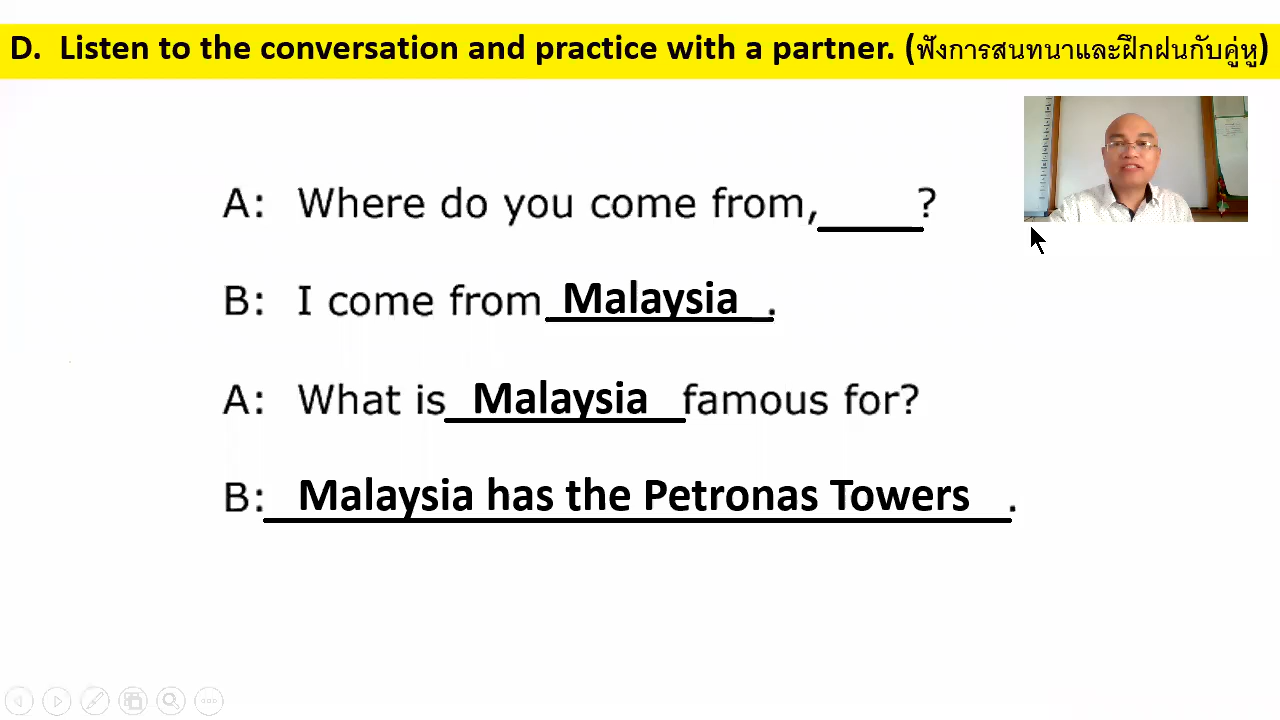 D. Listen to the conversation and practice with a partner. (ฟังการสนทนาและฝึกฝนกับคู่หู)
A: Where do you come from,_____?
B: I come from Malaysia .
A: What is Malaysia famous for?
B: Malaysia has the Petronas Towers .